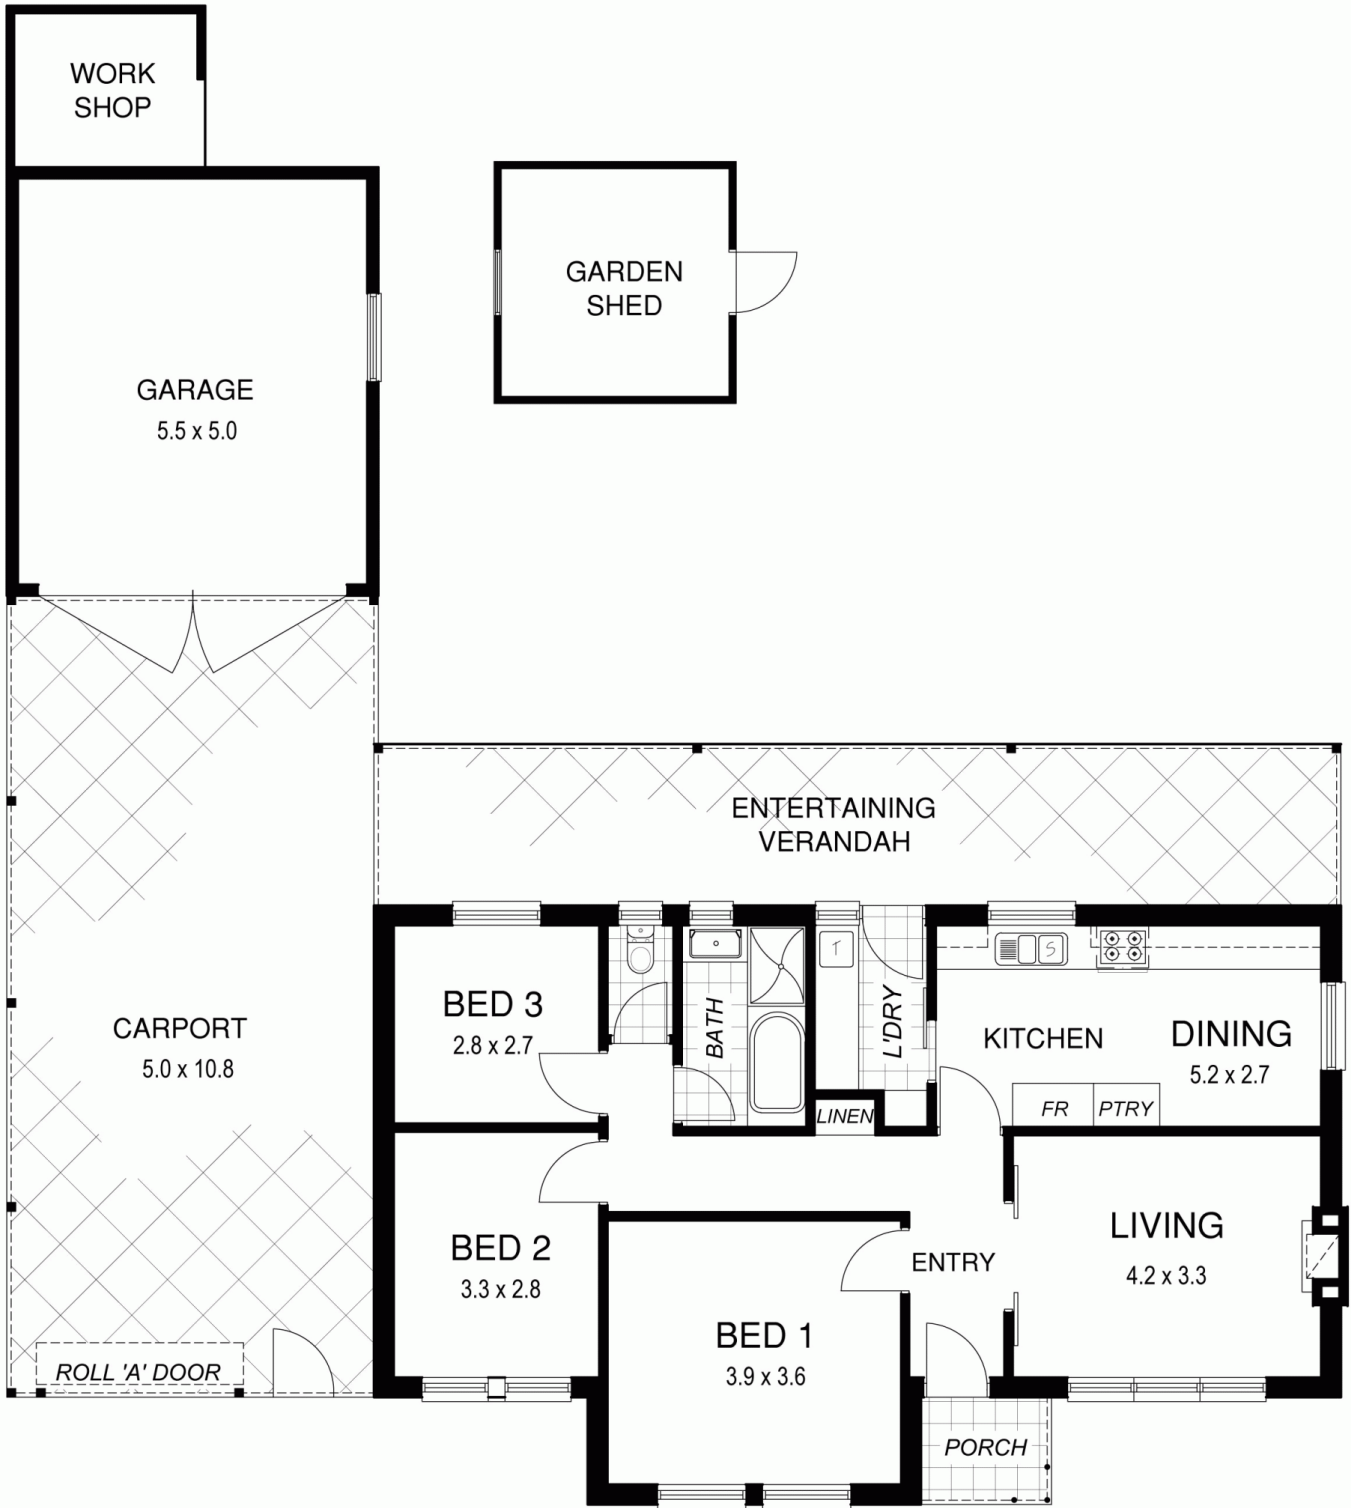 WORK
SHOP
GARDEN
SHED
GARAGE
5.5 x 5.0
ENTERTAINING
VERANDAH
CARPORT
5.0 x 10.8
ROLL 'A' DOOR
BED 3
2.8 x 2.7
BATH
T
L'DRY
S
KITCHEN
DINING
5.2 x 2.7
FR
PTRY
LINEN
BED 2
3.3 x 2.8
BED 1
3.9 x 3.6
ENTRY
LIVING
4.2 x 3.3
PORCH